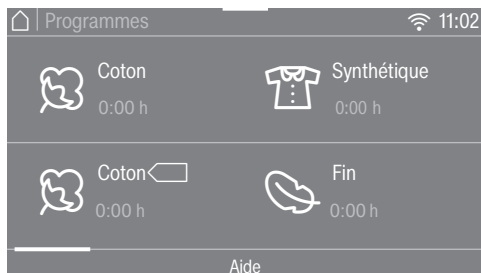 Programmes 11:02
Coton Synthétique
0:00 h 0:00 h
Coton Fin
0:00 h 0:00 h
Aide